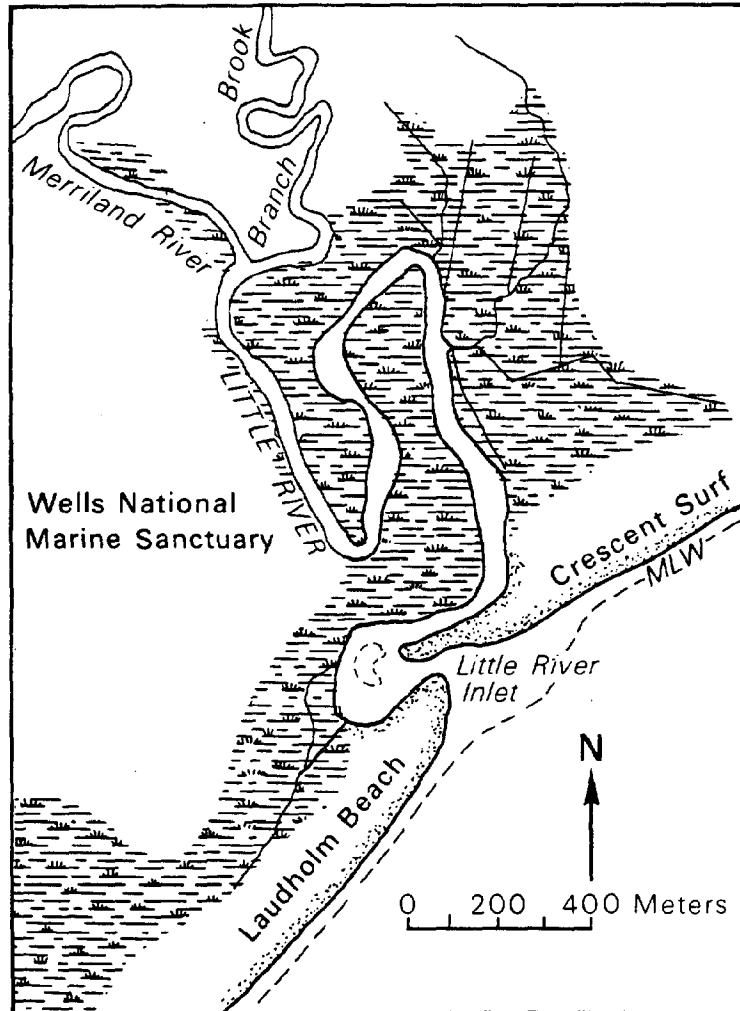 Brook
Branch
Merriland River
LITTLE RIVER
Wells National
Marine Sanctuary
Crescent Surf
MLW
Little River
Inlet
N
Laudholm Beach
0 200 400 Meters